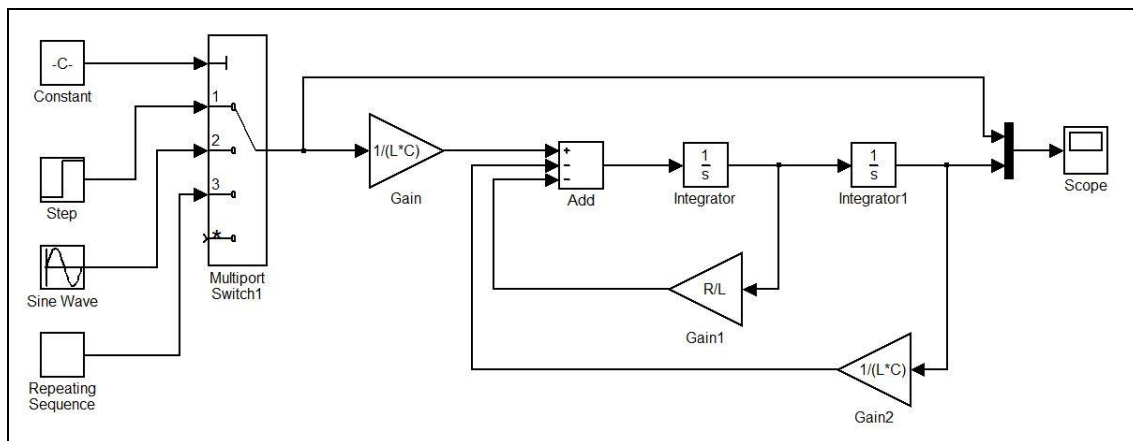 -C-
Constant
1
2
3
*
Multiport
Switch1
Step
Sine Wave
Repeating
Sequence
1/(L*C)
Gain
+
−
−
Add
1
s
Integrator
1
s
Integrator1
Scope
R/L
Gain1
1/(L*C)
Gain2